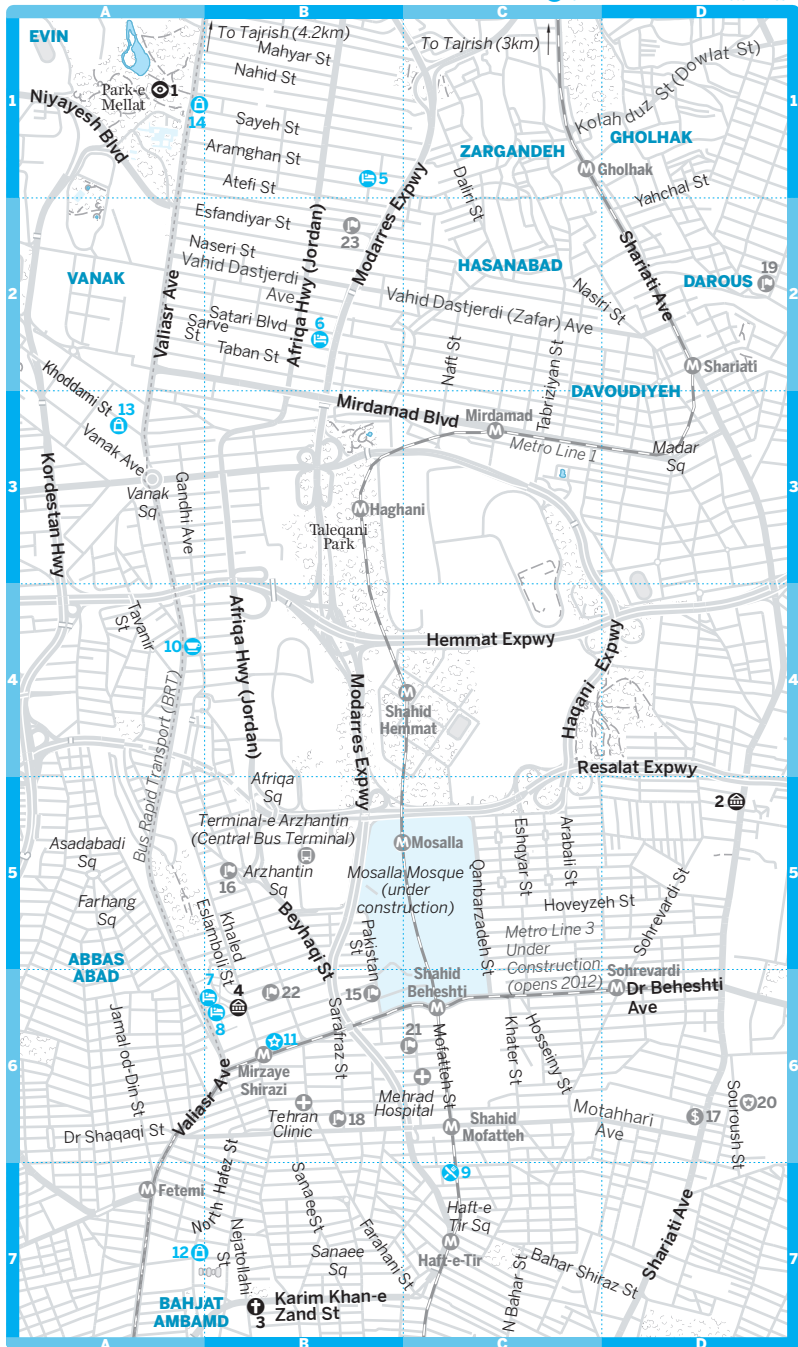 A
B
C
D
EVIN
To Tajrish (4.2km)
To Tajrish (3km)
Mahyar St
Nahid St
Kolah duz St (Dowlat St)
Park-e
Mellat
1
14
1
1
Niyayesh Blvd
Sayeh St
Aramghan St
Atefi St
5
ZARGANDEH
GHOLHAK
Gholhak
Daliri St
Yahchal St
Esfandiyar St
23
Modarres Expwy
Afriqa Hwy (Jordan)
Naseri St
Vahid Dastjerdi
Ave
VANAK
HASANABAD
Shariati Ave
DAROUS
19
2
2
Nasiri St
Vahid Dastjerdi (Zafar) Ave
Valiasr Ave
Satari Blvd
Sarve
St
6
Taban St
Naft St
Tabriziyan St
Shariati
DAVOUDIYEH
Khoddami St
13
Mirdamad Blvd
Mirdamad
Metro Line 1
Madar
Sq
Vanak Ave
Vanak
Sq
Gandhi Ave
Kordestan Hwy
3
3
Haghani
Taleqani
Park
Tavanir
St
10
Afriqa Hwy (Jordan)
Hemmat Expwy
Haqani Expwy
4
4
Shahid
Hemmat
Modarres Expwy
Bus Rapid Transport (BRT)
Afriqa
Sq
Resalat Expwy
2
Terminal-e Arzhantin
(Central Bus Terminal)
Mosalla
Asadabadi
Sq
5
5
16
Arzhantin
Sq
Mosalla Mosque
(under
construction)
Eshqyar St
Arabali St
Qanbarzadeh St
Hoveyzeh St
Sohrevardi St
Farhang
Sq
Khaled
Eslamboli St
Beyhaqi St
Pakistan
St
Metro Line 3
Under
Construction
(opens 2012)
Sohrevardi
ABBAS
ABAD
7
4
8
22
15
Shahid
Beheshti
Dr Beheshti
Ave
Jamal od-Din St
11
Sarafraz St
21
Mofatteh St
Khater St
Hosseiny St
6
6
Mirzaye
Shirazi
Valiasr Ave
Mehrad
Hospital
Tehran
Clinic
18
Shahid
Mofatteh
Motahhari
Ave
17
20
Souroush St
Dr Shaqaqi St
9
Fetemi
North Hafez St
Sanaee St
Haft-e
Tir Sq
Shariati Ave
12
Nejatollahi
St
Sanaee
Sq
Farahani St
Haft-e-Tir
N Bahar St
Bahar Shiraz St
7
7
BAHJAT
AMBAMD
3
Karim Khan-e
Zand St
A
B
C
D